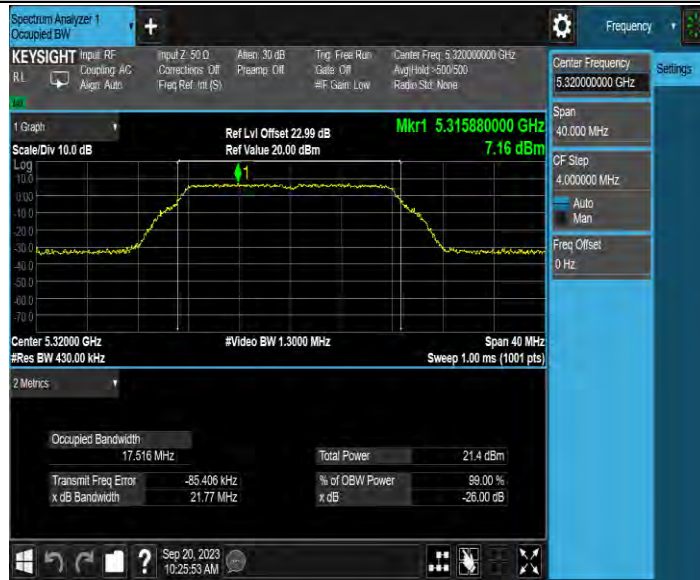 Spectrum Analyzer 1
Occupied BW
Frequency
KEYSIGHT
RL
Input: RF
Coupling: AC
Align: Auto
Input Z: 50 Ω
Corrections: Off
Freq Ref: Int (S)
Atten: 30 dB
Preamp: Off
Trig: Free Run
Gate: Off
#IF Gain: Low
Center Freq: 5.320000000 GHz
Avg|Hold:>500/500
Radio Std: None
Center Frequency
5.320000000 GHz
Settings
Span
40.000 MHz
CF Step
4.000000 MHz
Auto
Man
Freq Offset
0 Hz
1 Graph
Scale/Div 10.0 dB
Ref Lvl Offset 22.99 dB
Ref Value 20.00 dBm
Mkr1 5.315880000 GHz
7.16 dBm
Log
10.0
0.00
-10.0
-20.0
-30.0
-40.0
-50.0
-60.0
-70.0
1
Center 5.32000 GHz
#Res BW 430.00 kHz
#Video BW 1.3000 MHz
Span 40 MHz
Sweep 1.00 ms (1001 pts)
2 Metrics
Occupied Bandwidth
17.516 MHz
Total Power 21.4 dBm
Transmit Freq Error -85.406 kHz
% of OBW Power 99.00 %
x dB Bandwidth 21.77 MHz
x dB -26.00 dB
?
Sep 20, 2023
10:25:53 AM